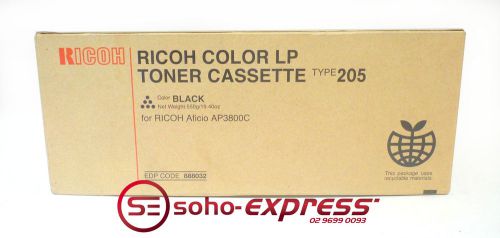 RICOH
RICOH COLOR LP
TONER CASSETTE TYPE 205
Color BLACK
Net Weight 550g/19.40oz
for RICOH Aficio AP3800C
EDP CODE 888032
This package uses
recyclable materials
SE soho-express
02 9699 0093